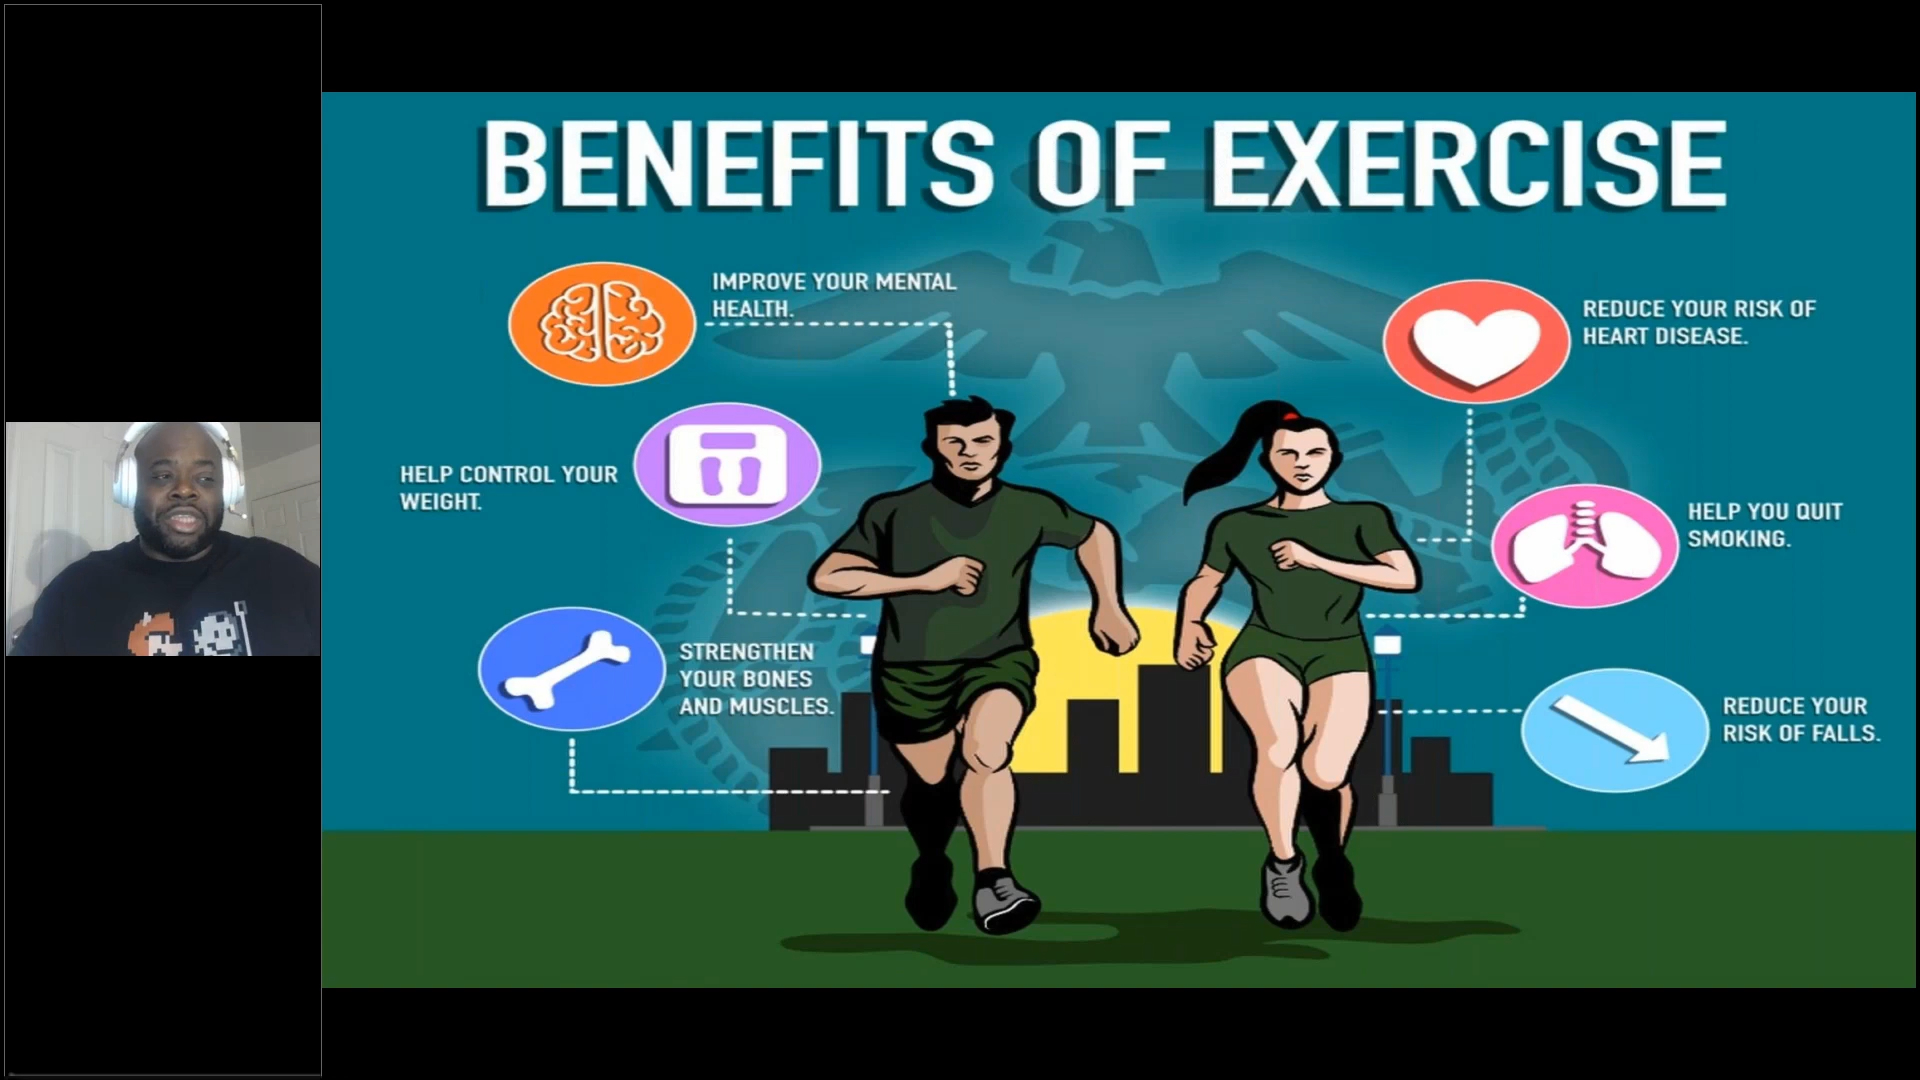 BENEFITS OF EXERCISE
IMPROVE YOUR MENTAL
HEALTH.
HELP CONTROL YOUR
WEIGHT.
STRENGTHEN
YOUR BONES
AND MUSCLES.
REDUCE YOUR RISK OF
HEART DISEASE.
HELP YOU QUIT
SMOKING.
REDUCE YOUR
RISK OF FALLS.